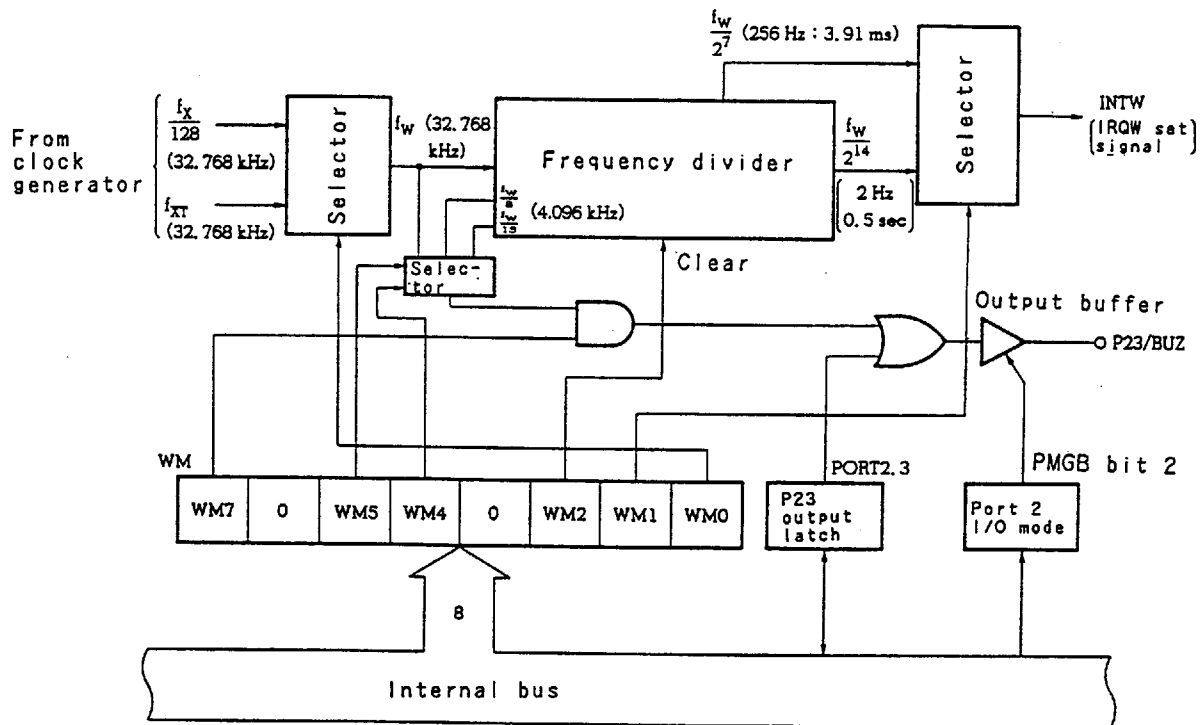 fW/2^7 (256 Hz : 3.91 ms)
From
clock
generator
fX/128
(32.768 kHz)
fXT
(32.768 kHz)
Selector
fW (32.768
kHz)
Frequency divider
fW/8
(4.096 kHz)
fW/2^14
2 Hz
0.5 sec
Selector
INTW
IRQW set
signal
Selec-
tor
Clear
Output buffer
P23/BUZ
WM
WM7 0 WM5 WM4 0 WM2 WM1 WM0
PORT2.3
P23
output
latch
PMGB bit 2
Port 2
I/O mode
8
Internal bus